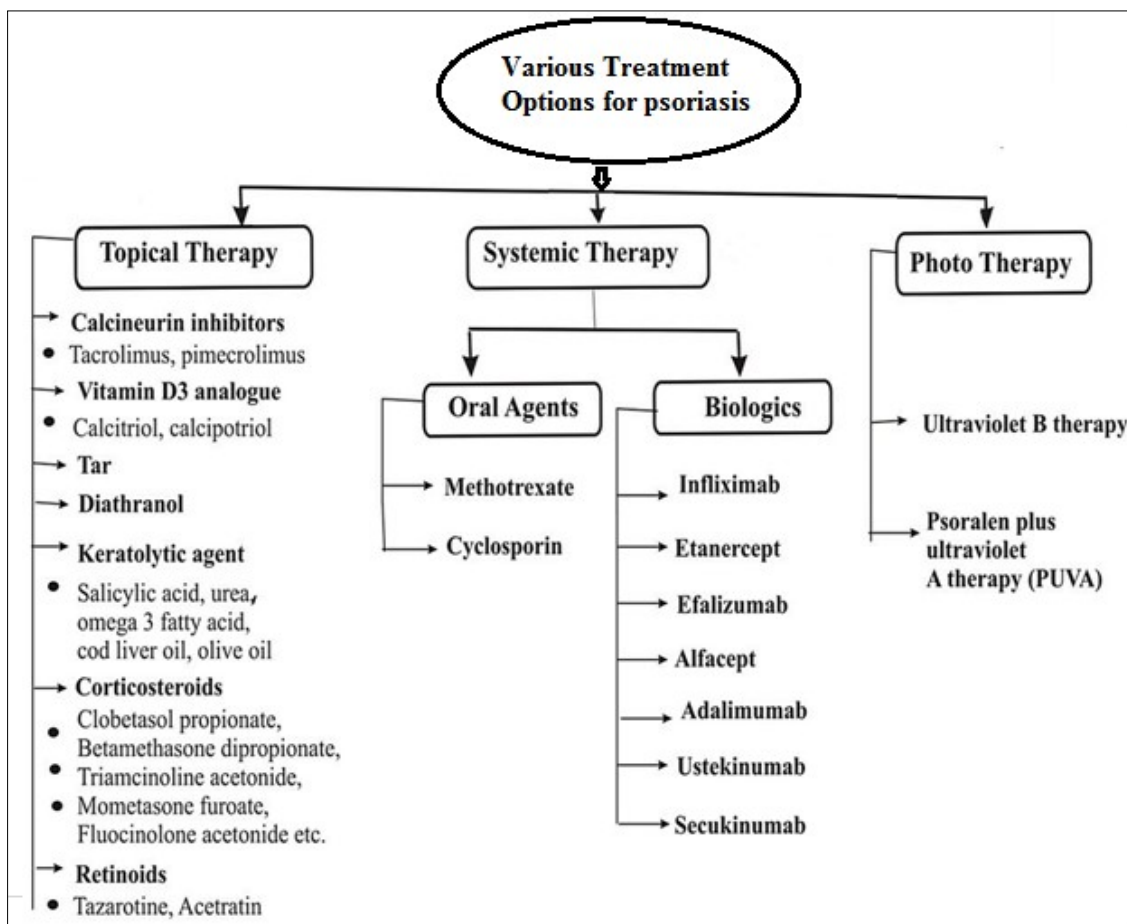 Various Treatment
Options for psoriasis
Topical Therapy
Calcineurin inhibitors
Tacrolimus, pimecrolimus
Vitamin D3 analogue
Calcitriol, calcipotriol
Tar
Diathranol
Keratolytic agent
Salicylic acid, urea,
omega 3 fatty acid,
cod liver oil, olive oil
Corticosteroids
Clobetasol propionate,
Betamethasone dipropionate,
Triamcinoline acetonide,
Mometasone furoate,
Fluocinolone acetonide etc.
Retinoids
Tazarotine, Acetratin
Systemic Therapy
Oral Agents
Methotrexate
Cyclosporin
Biologics
Infliximab
Etanercept
Efalizumab
Alfacept
Adalimumab
Ustekinumab
Secukinumab
Photo Therapy
Ultraviolet B therapy
Psoralen plus
ultraviolet
A therapy (PUVA)